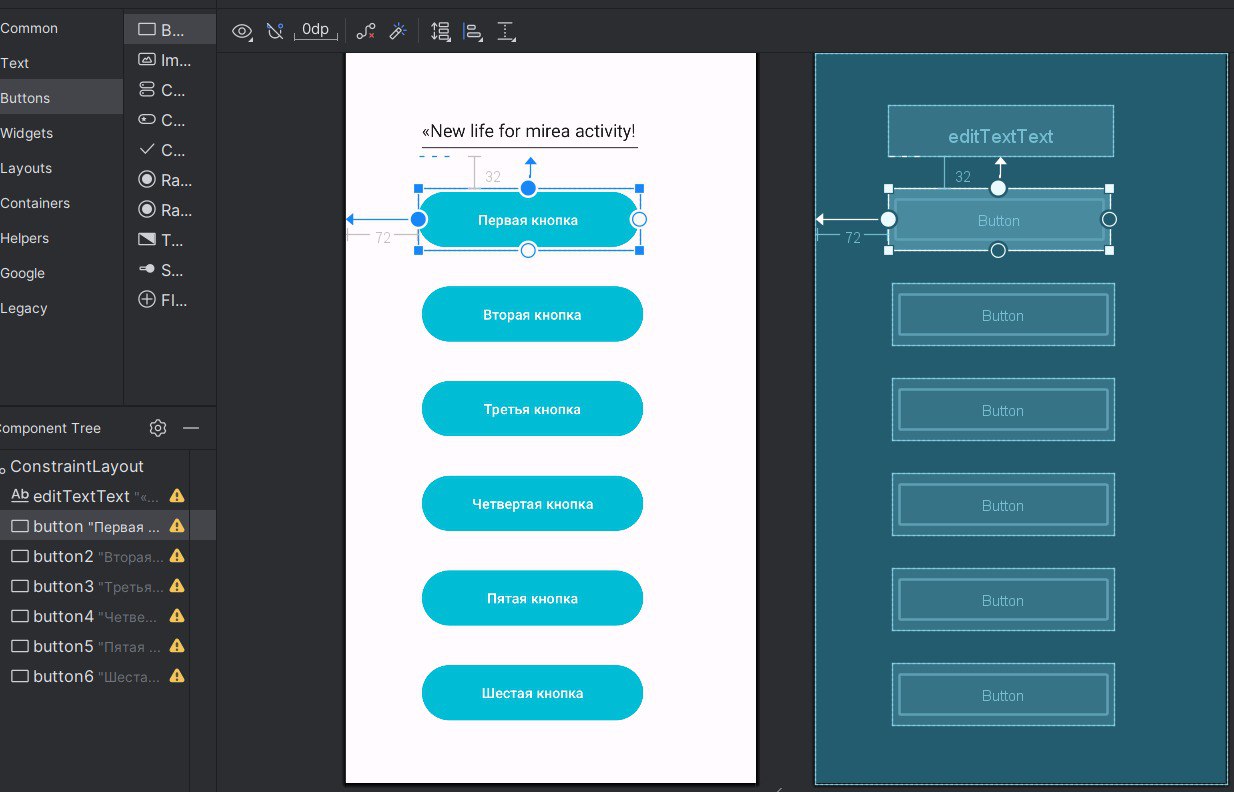 Common
Text
Buttons
Widgets
Layouts
Containers
Helpers
Google
Legacy
B...
Im...
C...
C...
C...
Ra...
Ra...
T...
S...
Fl...
0dp
«New life for mirea activity!
32
72
Первая кнопка
Вторая кнопка
Третья кнопка
Четвертая кнопка
Пятая кнопка
Шестая кнопка
editTextText
32
72
Button
Button
Button
Button
Button
Button
omponent Tree
ConstraintLayout
Ab editTextText "«...
button "Первая ...
button2 "Вторая...
button3 "Третья...
button4 "Четве...
button5 "Пятая ...
button6 "Шеста...